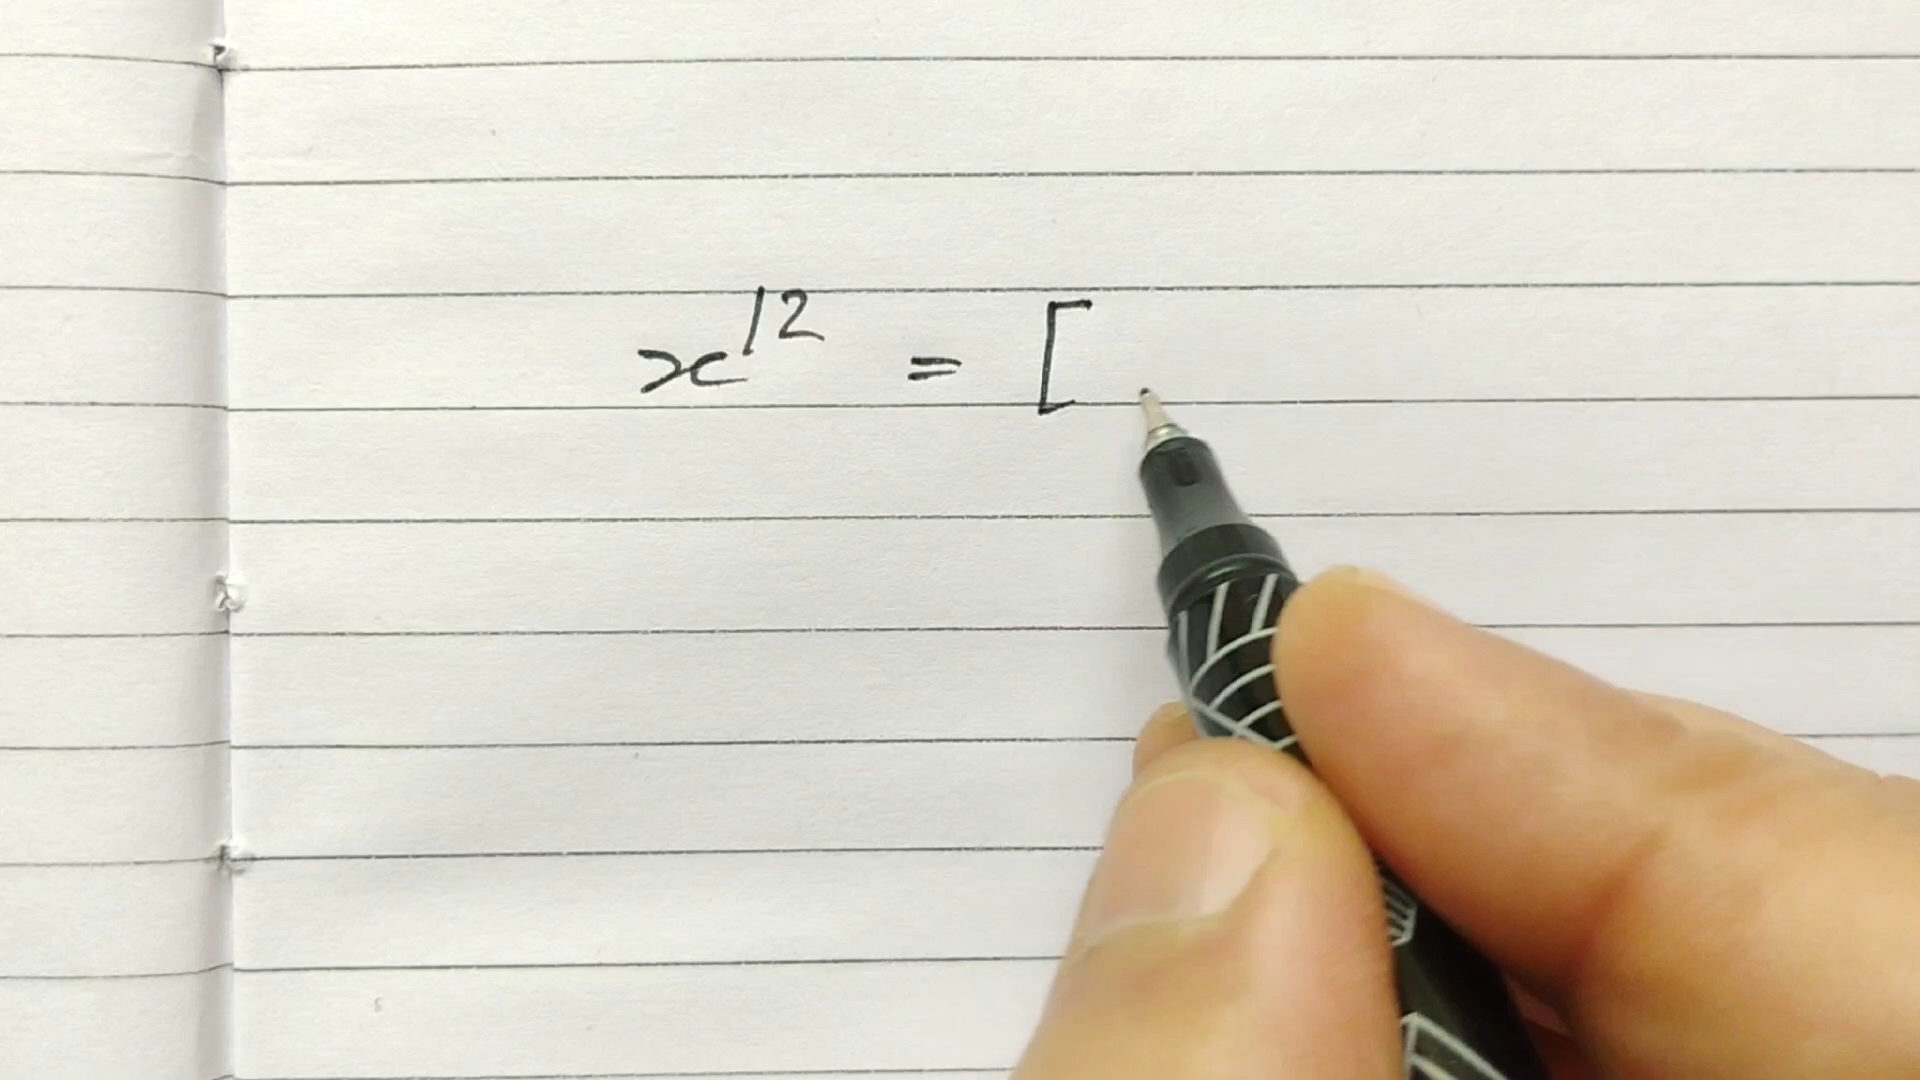 x^12 = [